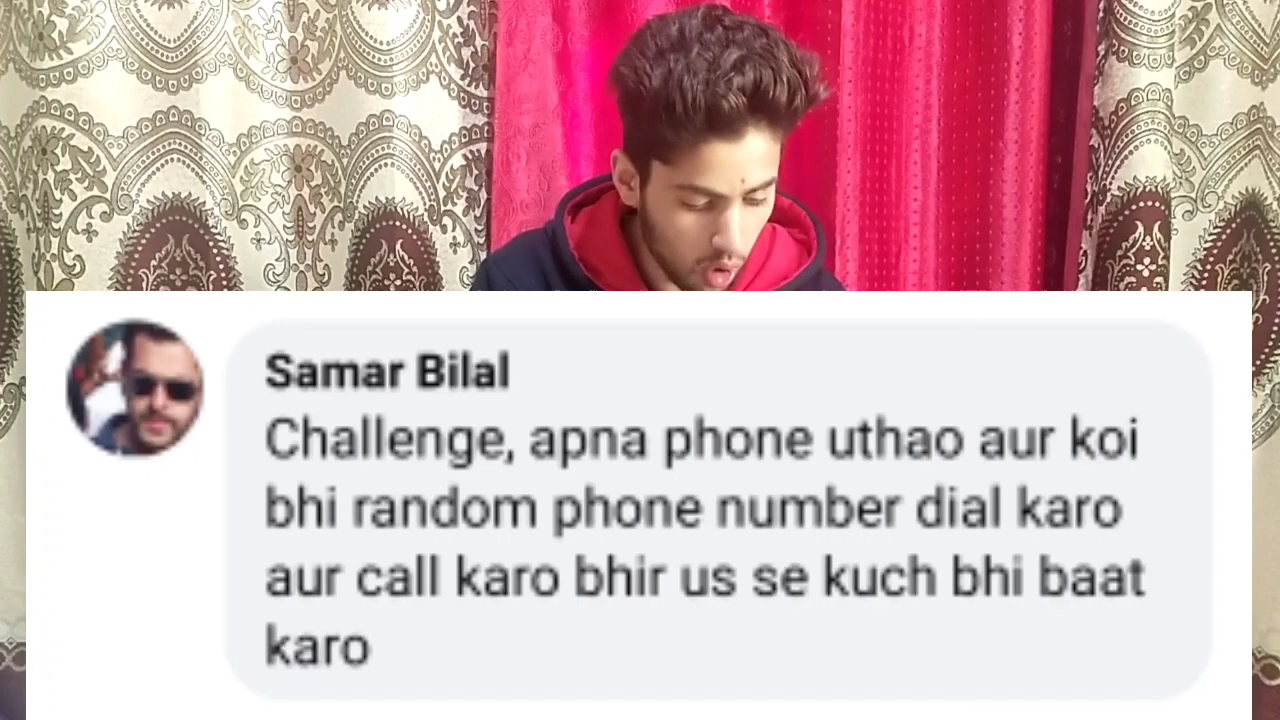 Samar Bilal
Challenge, apna phone uthao aur koi
bhi random phone number dial karo
aur call karo bhir us se kuch bhi baat
karo